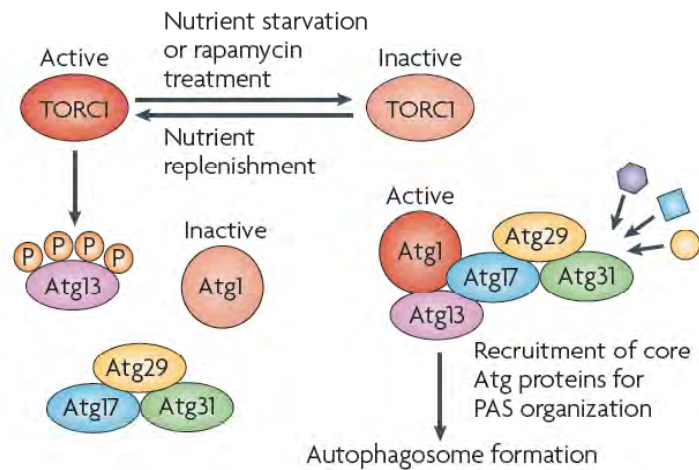 Nutrient starvation
or rapamycin
treatment
Active
Inactive
TORC1
TORC1
Nutrient
replenishment
P P P P
Atg13
Inactive
Atg1
Atg29
Atg17
Atg31
Active
Atg1
Atg29
Atg17
Atg31
Atg13
Recruitment of core
Atg proteins for
PAS organization
Autophagosome formation